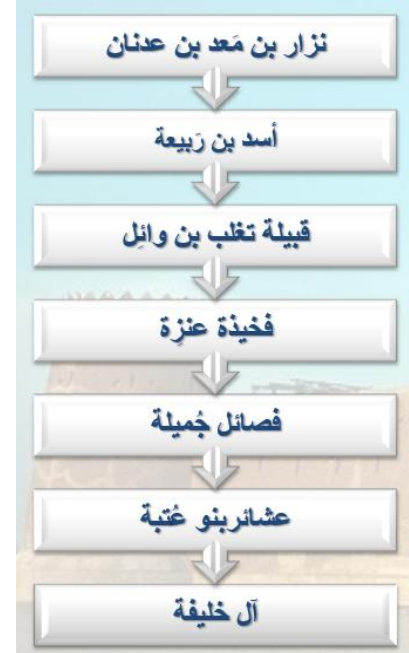 نزار بن مَعد بن عدنان
أسد بن رَبيعة
قبيلة تغلب بن وائِل
فخيذة عنزِة
فصائل جُميلة
عشائربنو عُتبة
آل خليفة